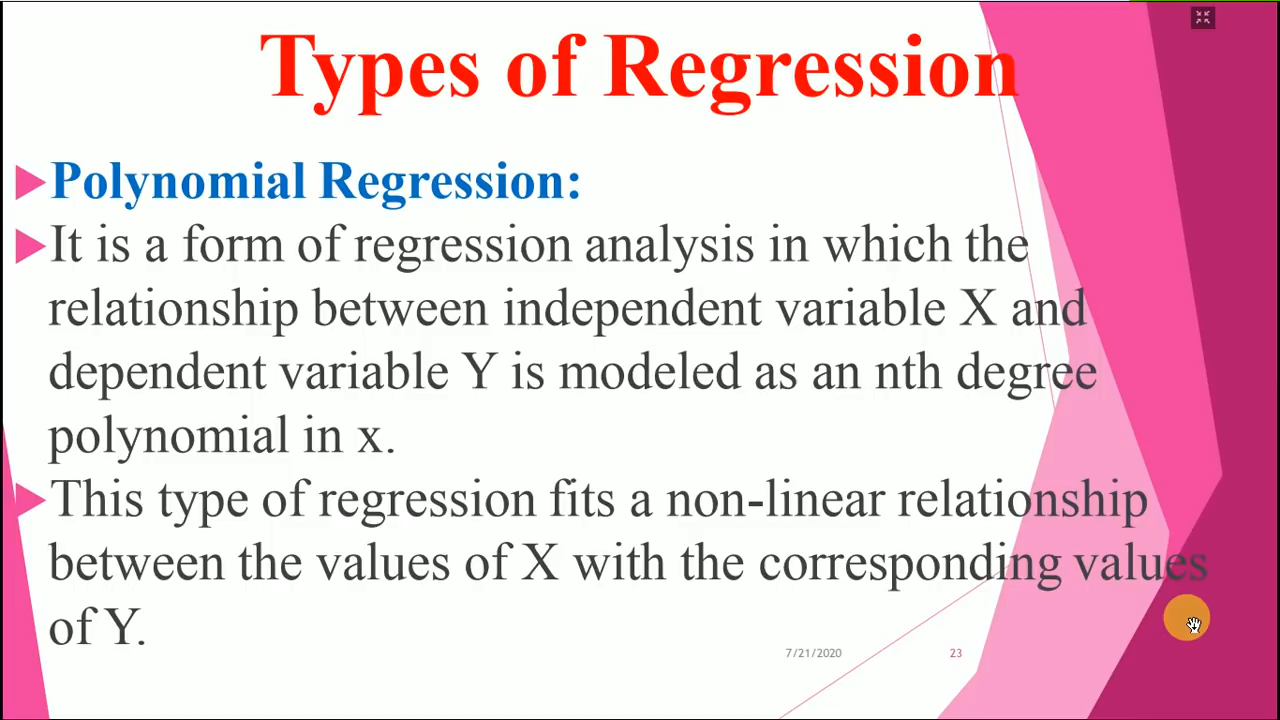 Types of Regression
Polynomial Regression:
It is a form of regression analysis in which the
relationship between independent variable X and
dependent variable Y is modeled as an nth degree
polynomial in x.
This type of regression fits a non-linear relationship
between the values of X with the corresponding values
of Y.
7/21/2020 23